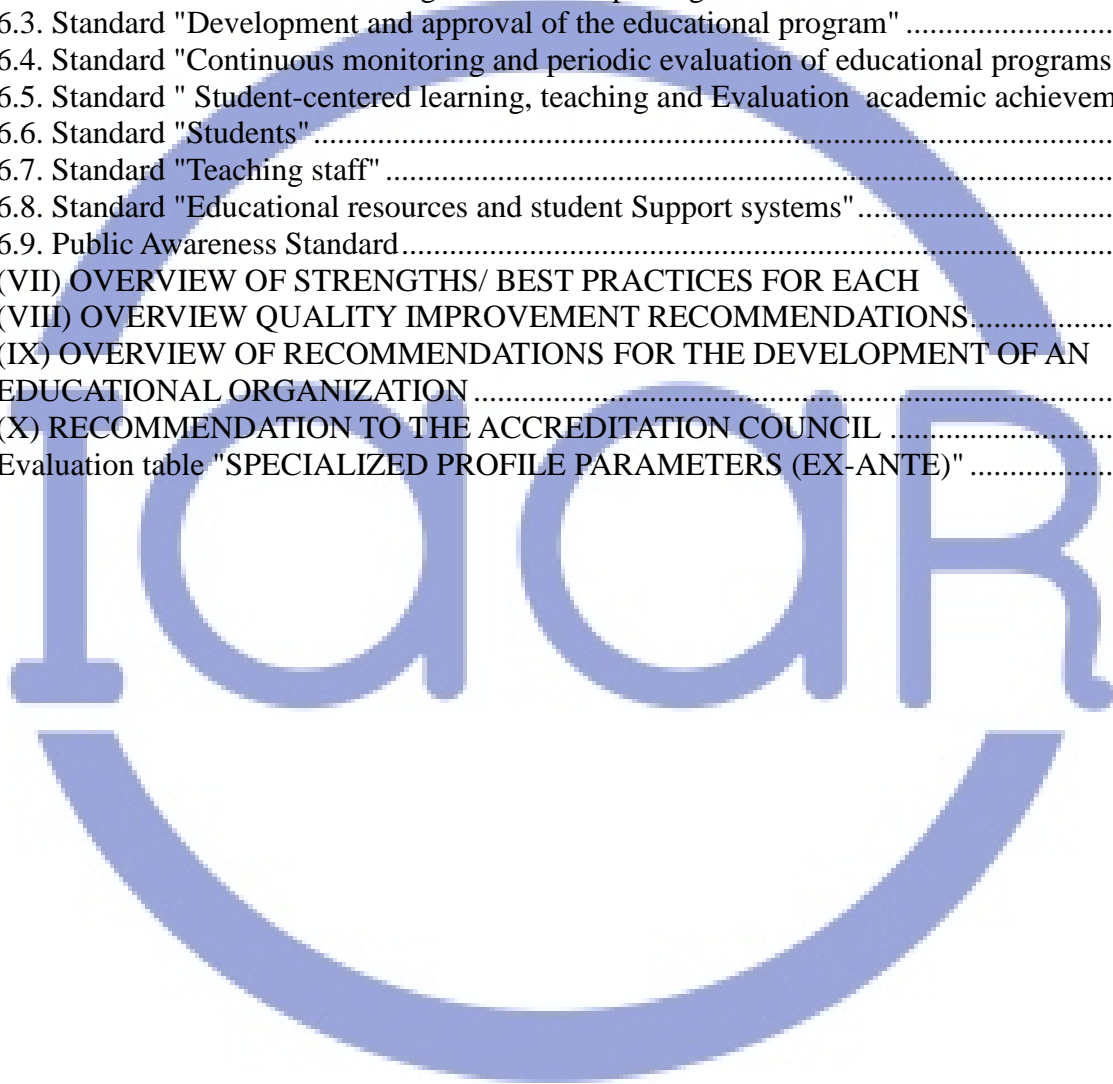 6.3. Standard "Development and approval of the educational program" ..............................
6.4. Standard "Continuous monitoring and periodic evaluation of educational programs
6.5. Standard " Student-centered learning, teaching and Evaluation academic achievem
6.6. Standard "Students" ..............................
6.7. Standard "Teaching staff" ..............................
6.8. Standard "Educational resources and student Support systems" ..............................
6.9. Public Awareness Standard ..............................
(VII) OVERVIEW OF STRENGTHS/ BEST PRACTICES FOR EACH
(VIII) OVERVIEW QUALITY IMPROVEMENT RECOMMENDATIONS ..............................
(IX) OVERVIEW OF RECOMMENDATIONS FOR THE DEVELOPMENT OF AN
EDUCATIONAL ORGANIZATION ..............................
(X) RECOMMENDATION TO THE ACCREDITATION COUNCIL ..............................
Evaluation table "SPECIALIZED PROFILE PARAMETERS (EX-ANTE)" ..............................
IaaR